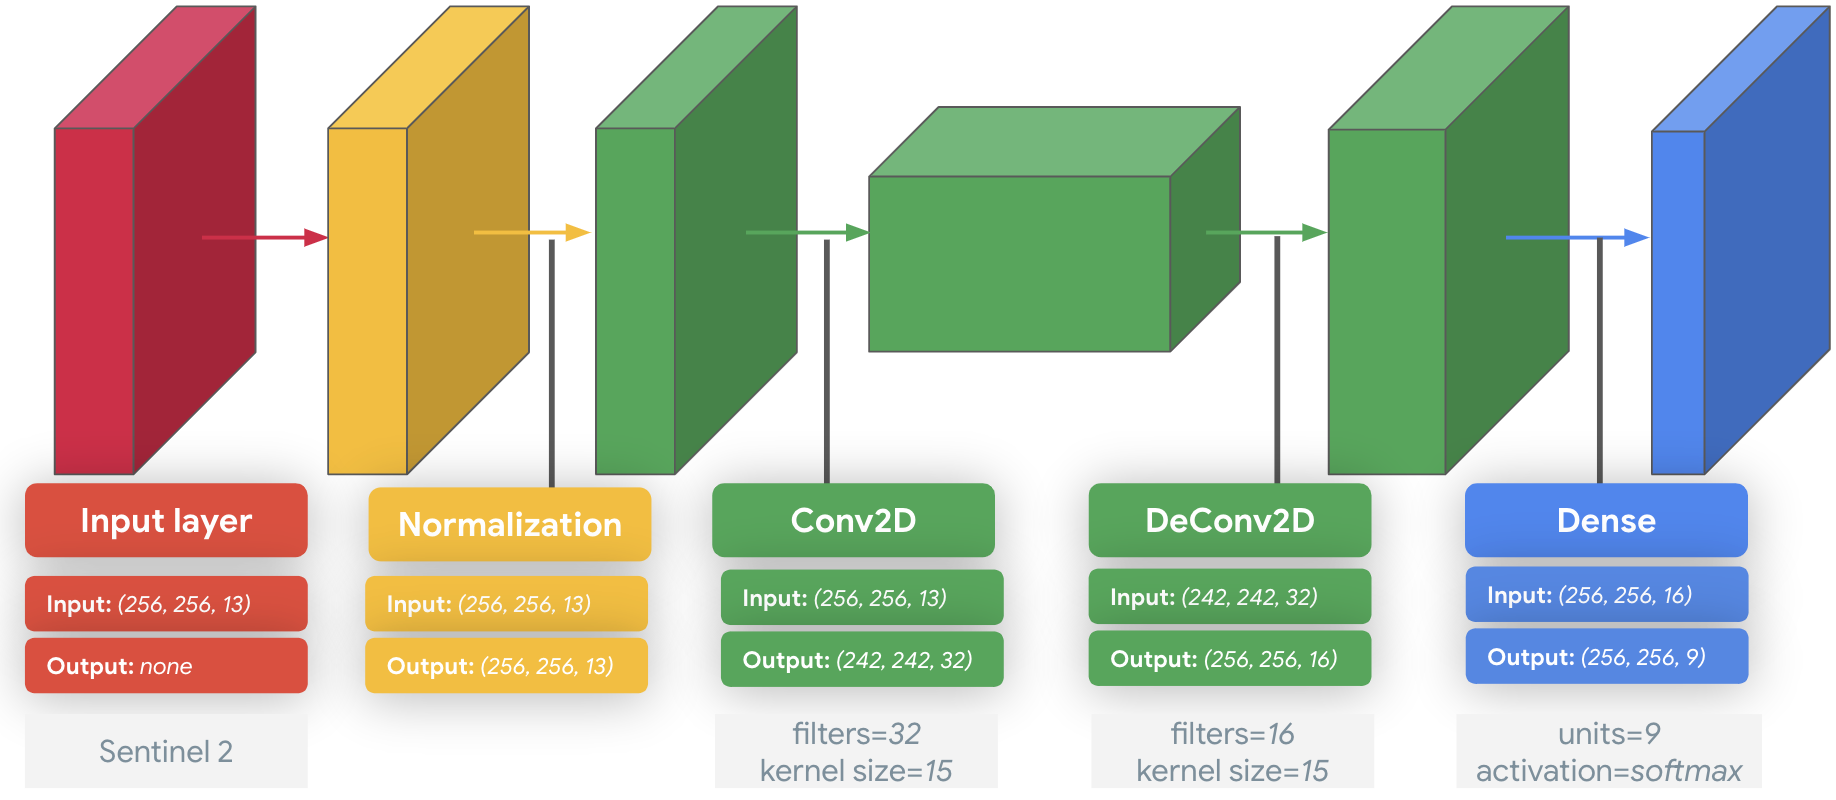 Input layer
Input: (256, 256, 13)
Output: none
Sentinel 2
Normalization
Input: (256, 256, 13)
Output: (256, 256, 13)
Conv2D
Input: (256, 256, 13)
Output: (242, 242, 32)
filters=32
kernel size=15
DeConv2D
Input: (242, 242, 32)
Output: (256, 256, 16)
filters=16
kernel size=15
Dense
Input: (256, 256, 16)
Output: (256, 256, 9)
units=9
activation=softmax